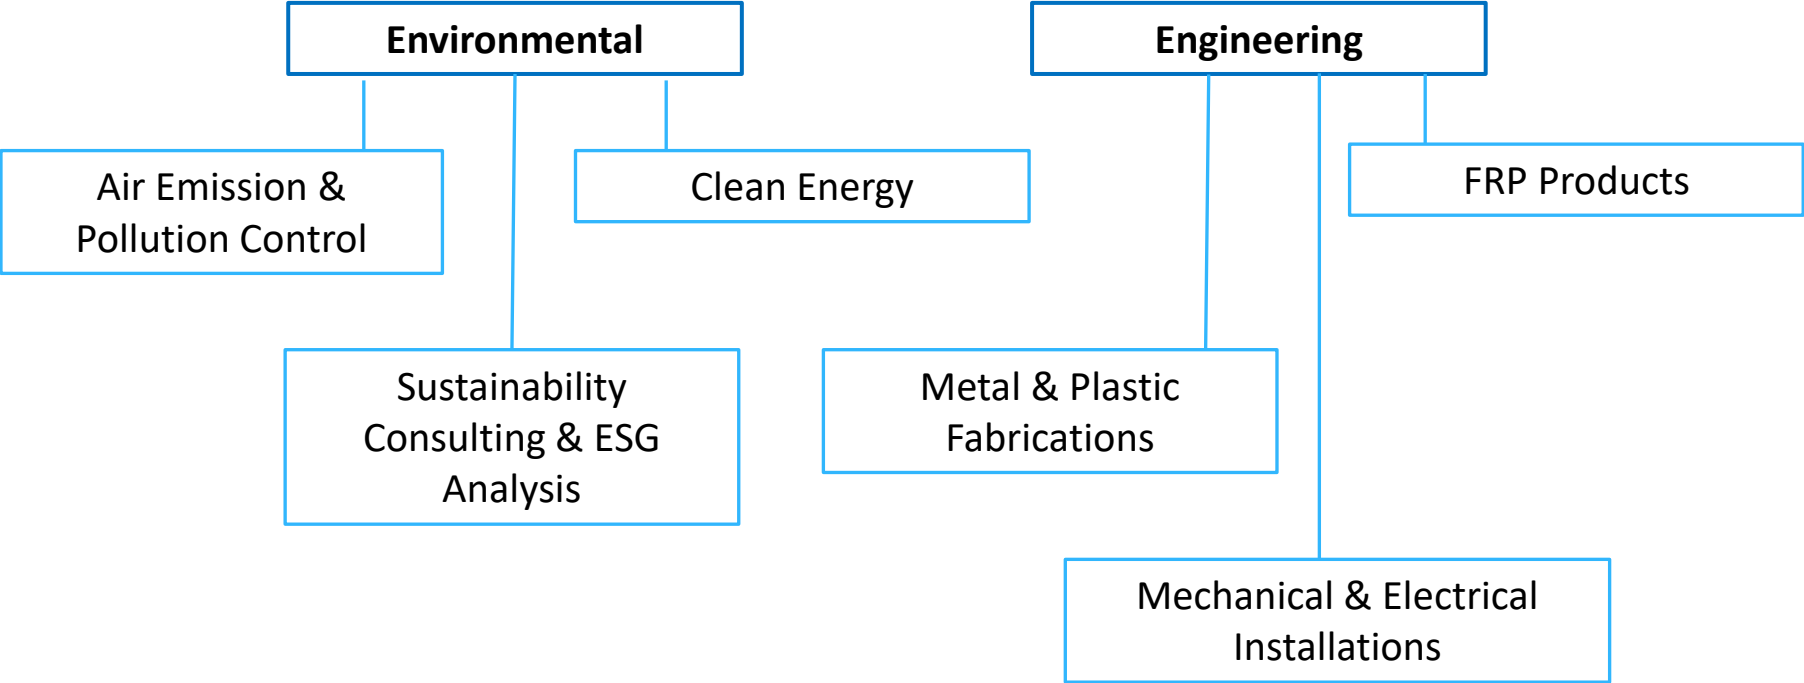 Environmental
Engineering
Air Emission &
Pollution Control
Clean Energy
FRP Products
Sustainability
Consulting & ESG
Analysis
Metal & Plastic
Fabrications
Mechanical & Electrical
Installations